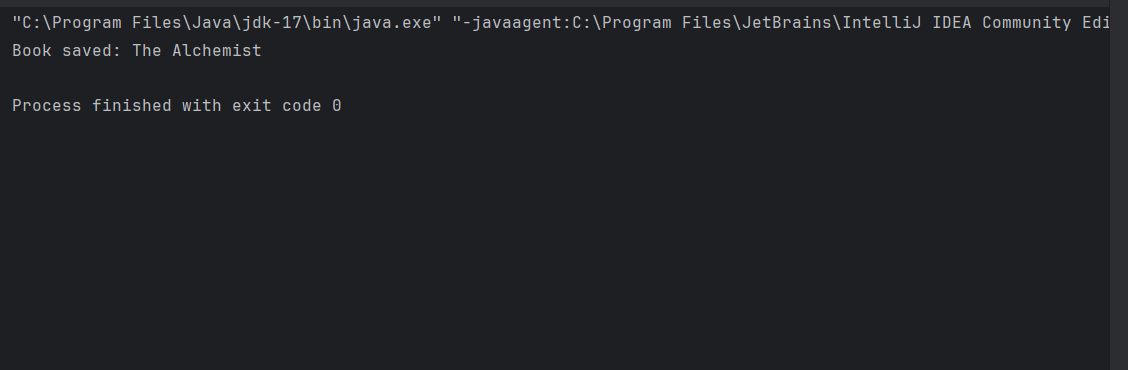 "C:\Program Files\Java\jdk-17\bin\java.exe" "-javaagent:C:\Program Files\JetBrains\IntelliJ IDEA Community Edi
Book saved: The Alchemist
Process finished with exit code 0